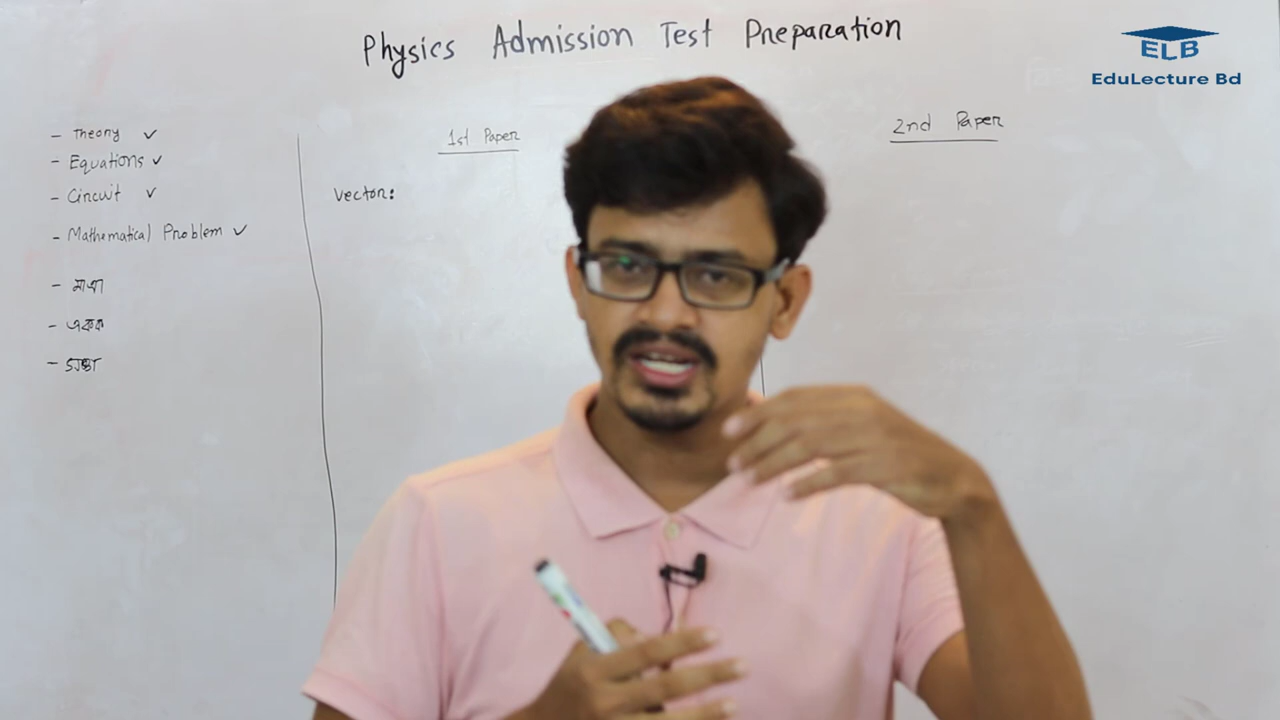 Physics Admission Test Preparation
ELB
EduLecture Bd
- Theory ✓
- Equations ✓
- Circuit ✓
- Mathematical Problem ✓
- মাত্রা
- একক
- সংজ্ঞা
1st Paper
Vector:
2nd Paper